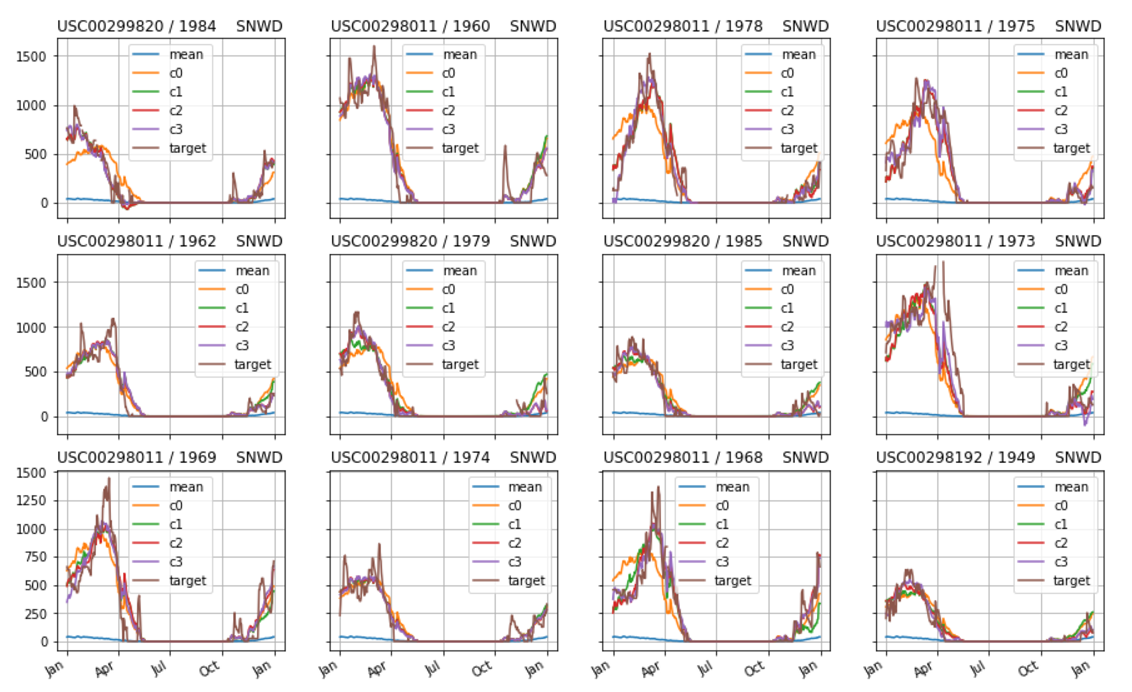 USC00299820 / 1984 SNWD
USC00298011 / 1960 SNWD
USC00298011 / 1978 SNWD
USC00298011 / 1975 SNWD
1500
1000
500
0
mean
c0
c1
c2
c3
target
mean
c0
c1
c2
c3
target
mean
c0
c1
c2
c3
target
mean
c0
c1
c2
c3
target
USC00298011 / 1962 SNWD
USC00299820 / 1979 SNWD
USC00299820 / 1985 SNWD
USC00298011 / 1973 SNWD
1500
1000
500
0
mean
c0
c1
c2
c3
target
mean
c0
c1
c2
c3
target
mean
c0
c1
c2
c3
target
mean
c0
c1
c2
c3
target
USC00298011 / 1969 SNWD
USC00298011 / 1974 SNWD
USC00298011 / 1968 SNWD
USC00298192 / 1949 SNWD
1500
1250
1000
750
500
250
0
mean
c0
c1
c2
c3
target
mean
c0
c1
c2
c3
target
mean
c0
c1
c2
c3
target
mean
c0
c1
c2
c3
target
Jan Apr Jul Oct Jan
Jan Apr Jul Oct Jan
Jan Apr Jul Oct Jan
Jan Apr Jul Oct Jan